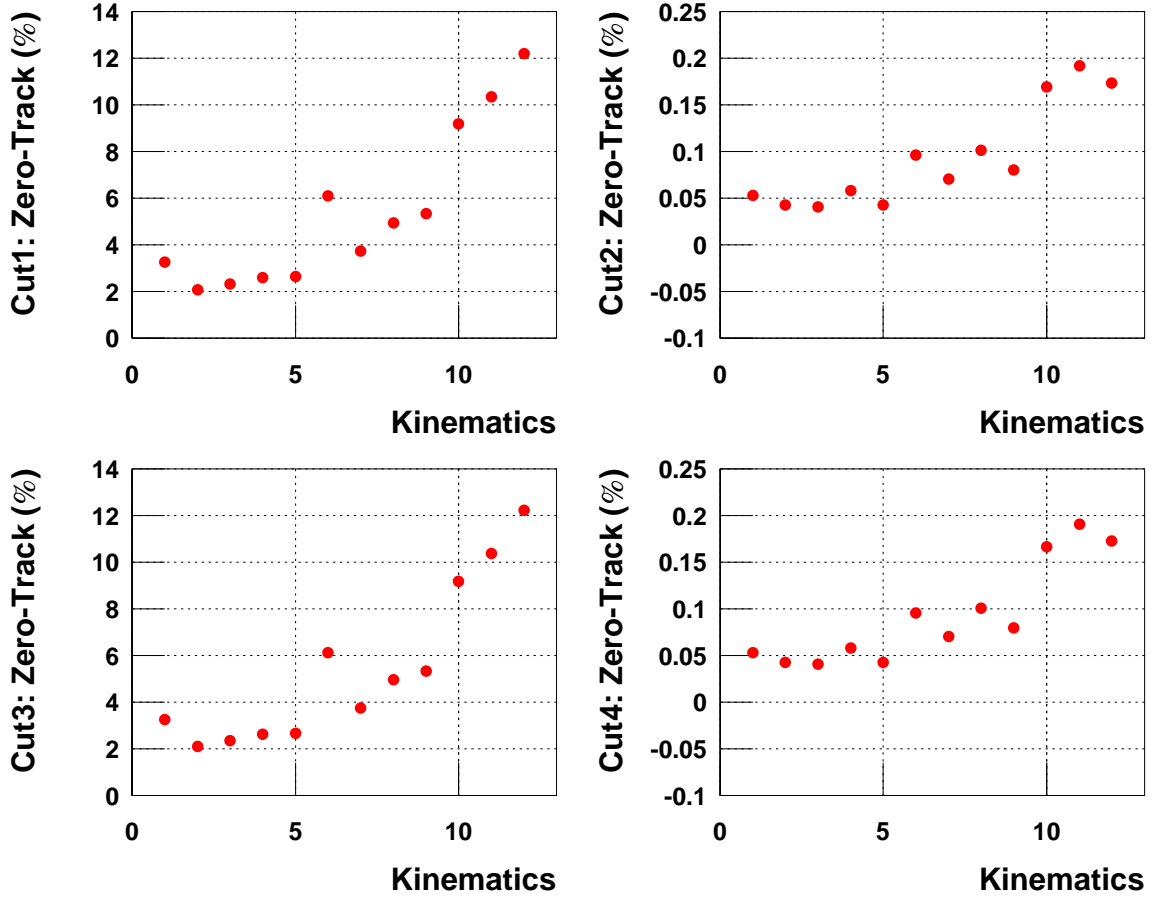 Cut1: Zero-Track (%)
14
12
10
8
6
4
2
0
0 5 10
Kinematics
Cut2: Zero-Track (%)
0.25
0.2
0.15
0.1
0.05
0
-0.05
-0.1
0 5 10
Kinematics
Cut3: Zero-Track (%)
14
12
10
8
6
4
2
0
0 5 10
Kinematics
Cut4: Zero-Track (%)
0.25
0.2
0.15
0.1
0.05
0
-0.05
-0.1
0 5 10
Kinematics